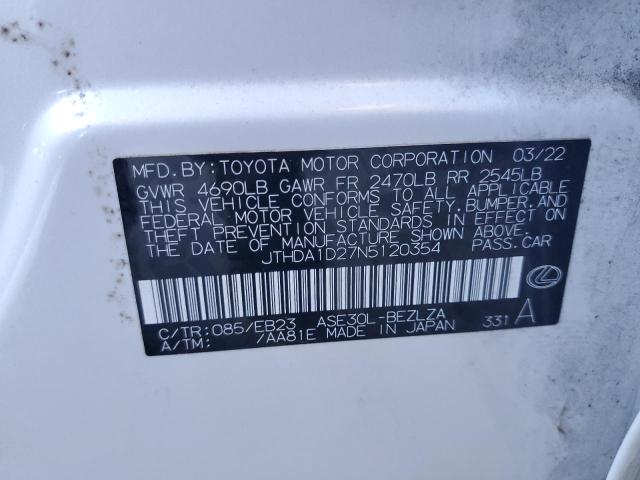 MFD. BY: TOYOTA MOTOR CORPORATION 03/22
GVWR 4690LB GAWR FR 2470LB RR 2545LB
THIS VEHICLE CONFORMS TO ALL APPLICABLE
FEDERAL MOTOR VEHICLE SAFETY, BUMPER, AND
THEFT PREVENTION STANDARDS IN EFFECT ON
THE DATE OF MANUFACTURE SHOWN ABOVE.
JTHDA1D27N5120354 PASS.CAR
C/TR: 085/EB23 ASE30L-BEZLZA
A/TM: /AA81E MADE IN JAPAN 331 A